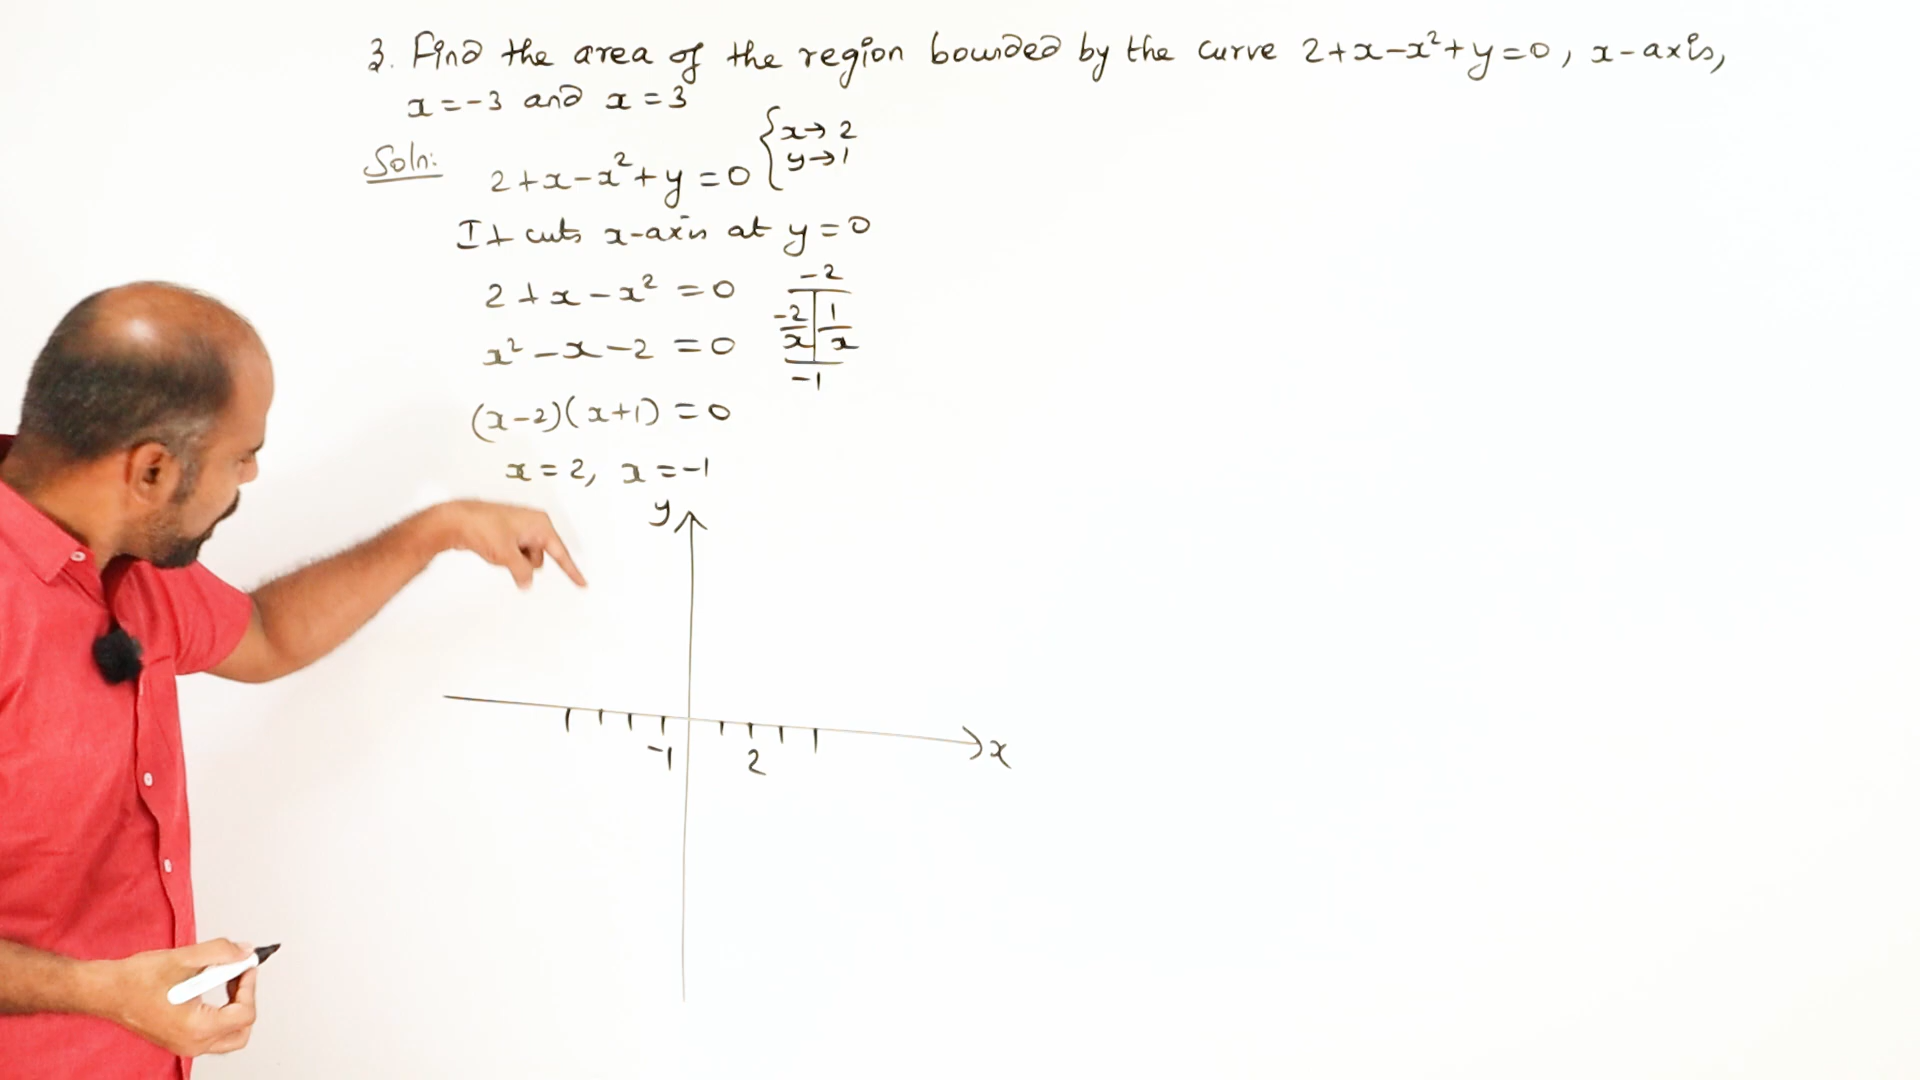 3. Find the area of the region bounded by the curve 2+x-x²+y=0, x-axis,
x=-3 and x=3
Soln:
2+x-x²+y=0 { x→2
y→1
It cuts x-axis at y=0
2+x-x²=0
x²-x-2=0
-2
-2/x | 1/x
-1
(x-2)(x+1)=0
x=2, x=-1
y
x
-1 2